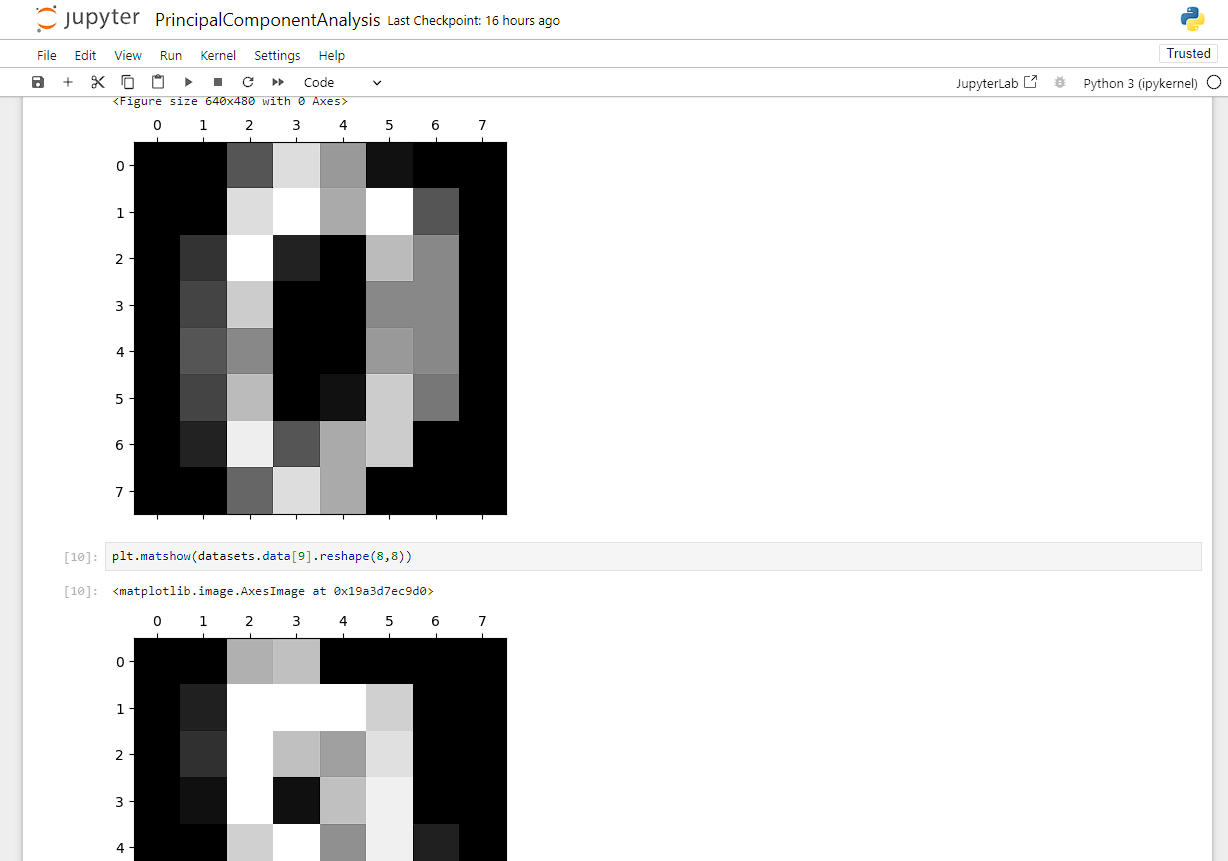 jupyter PrincipalComponentAnalysis Last Checkpoint: 16 hours ago
File Edit View Run Kernel Settings Help Trusted
Code JupyterLab Python 3 (ipykernel)
<Figure size 640x480 with 0 Axes>
0 1 2 3 4 5 6 7
0
1
2
3
4
5
6
7
[10]: plt.matshow(datasets.data[9].reshape(8,8))
[10]: <matplotlib.image.AxesImage at 0x19a3d7ec9d0>
0 1 2 3 4 5 6 7
0
1
2
3
4